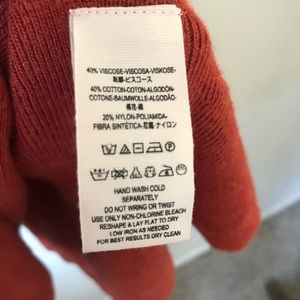 40% VISCOSE-VISCOSA-VISKOSE-
粘膠-ビスコース
40% COTTON-COTON-ALGODÓN-
COTONE-BAUMWOLLE-ALGODÃO-
棉花-綿
20% NYLON-POLIAMIDA-
FIBRA SINTÉTICA-尼龍-ナイロン
HAND WASH COLD
SEPARATELY
DO NOT WRING OR TWIST
USE ONLY NON-CHLORINE BLEACH
RESHAPE & LAY FLAT TO DRY
LOW IRON AS NEEDED
FOR BEST RESULTS DRY CLEAN